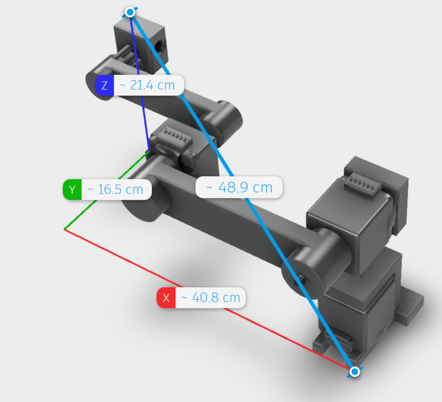 Z ~ 21.4 cm
Y ~ 16.5 cm
~ 48.9 cm
X ~ 40.8 cm